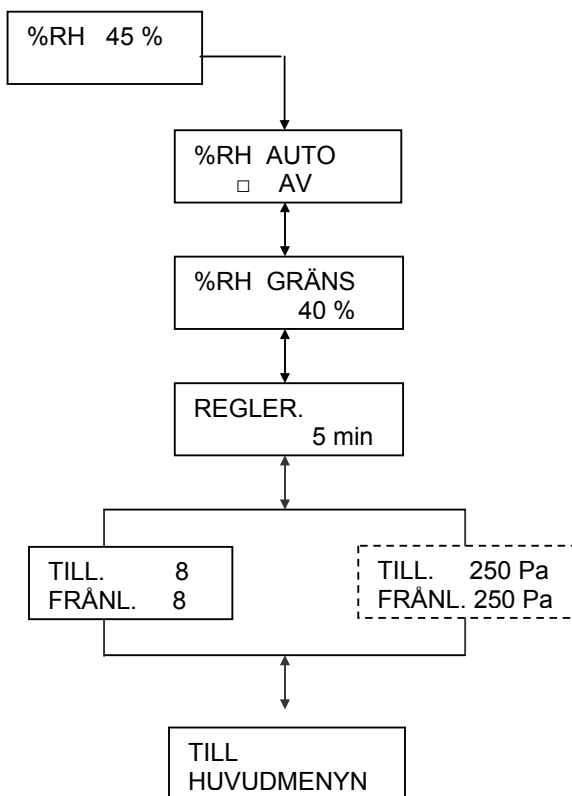 %RH 45 %
%RH AUTO
□ AV
%RH GRÄNS
40 %
REGLER.
5 min
TILL. 8
FRÅNL. 8
TILL. 250 Pa
FRÅNL. 250 Pa
TILL
HUVUDMENYN